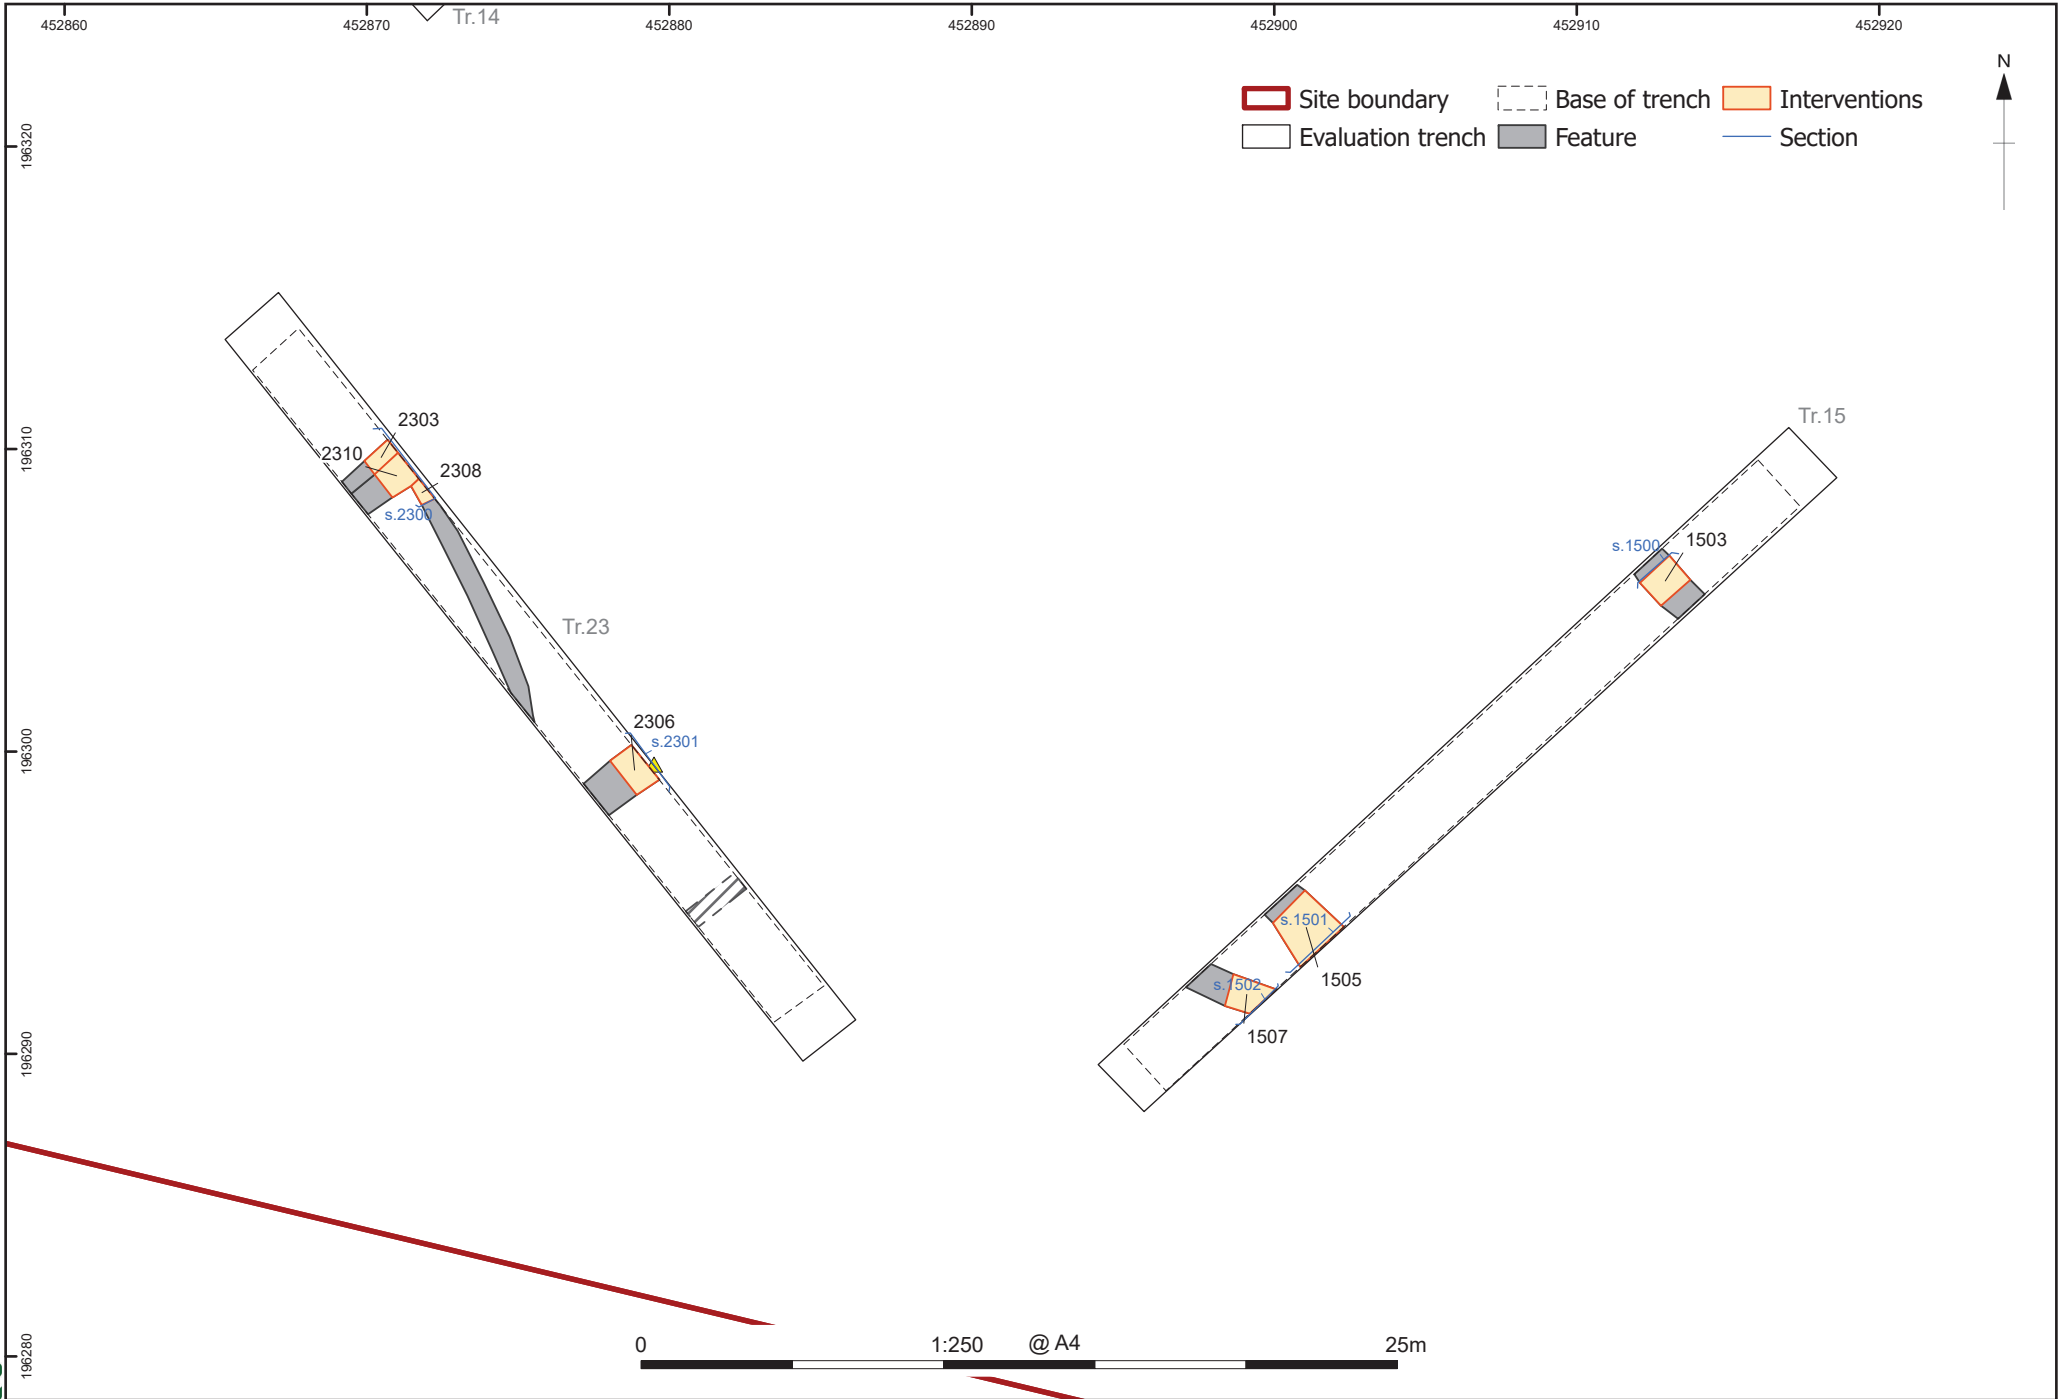 Tr.14
452860 452870 452880 452890 452900 452910 452920
N
Site boundary Base of trench Interventions
Evaluation trench Feature Section
196320
196310
196300
196290
196280
2303
2310
2308
s.2300
Tr.23
2306
s.2301
Tr.15
s.1500
1503
s.1501
1505
s.1502
1507
0 1:250 @ A4 25m